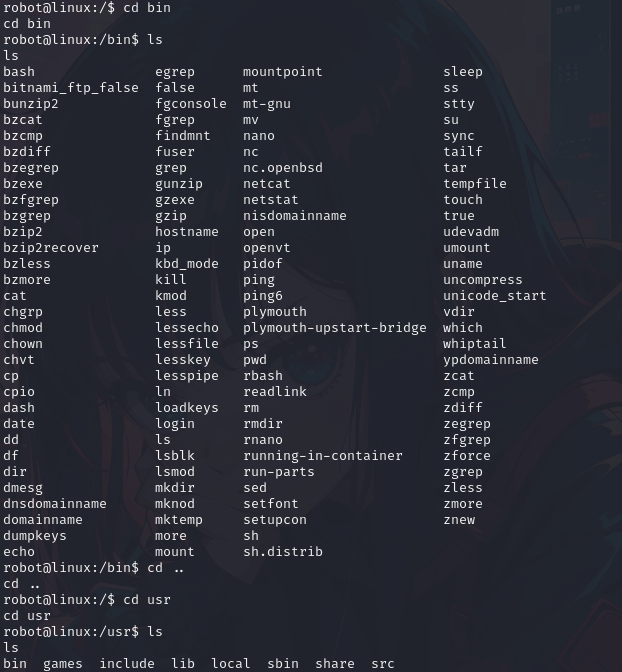 robot@linux:/$ cd bin
cd bin
robot@linux:/bin$ ls
ls
bash                egrep     mountpoint               sleep
bitnami_ftp_false  false     mt                       ss
bunzip2            fgconsole  mt-gnu                   stty
bzcat              fgrep     mv                       su
bzcmp              findmnt   nano                     sync
bzdiff             fuser     nc                       tailf
bzegrep            grep      nc.openbsd               tar
bzexe              gunzip    netcat                   tempfile
bzfgrep            gzexe     netstat                  touch
bzgrep             gzip      nisdomainname            true
bzip2              hostname  open                     udevadm
bzip2recover       ip        openvt                   umount
bzless             kbd_mode  pidof                    uname
bzmore             kill      ping                     uncompress
cat                kmod      ping6                    unicode_start
chgrp              less      plymouth                 vdir
chmod              lessecho  plymouth-upstart-bridge  which
chown              lessfile  ps                       whiptail
chvt               lesskey   pwd                      ypdomainname
cp                 lesspipe  rbash                    zcat
cpio               ln        readlink                 zcmp
dash               loadkeys  rm                       zdiff
date               login     rmdir                    zegrep
dd                 ls        rnano                    zfgrep
df                 lsblk     running-in-container     zforce
dir                lsmod     run-parts                zgrep
dmesg              mkdir     sed                      zless
dnsdomainname      mknod     setfont                  zmore
domainname         mktemp    setupcon                 znew
dumpkeys           more      sh
echo               mount     sh.distrib
robot@linux:/bin$ cd ..
cd ..
robot@linux:/$ cd usr
cd usr
robot@linux:/usr$ ls
ls
bin  games  include  lib  local  sbin  share  src